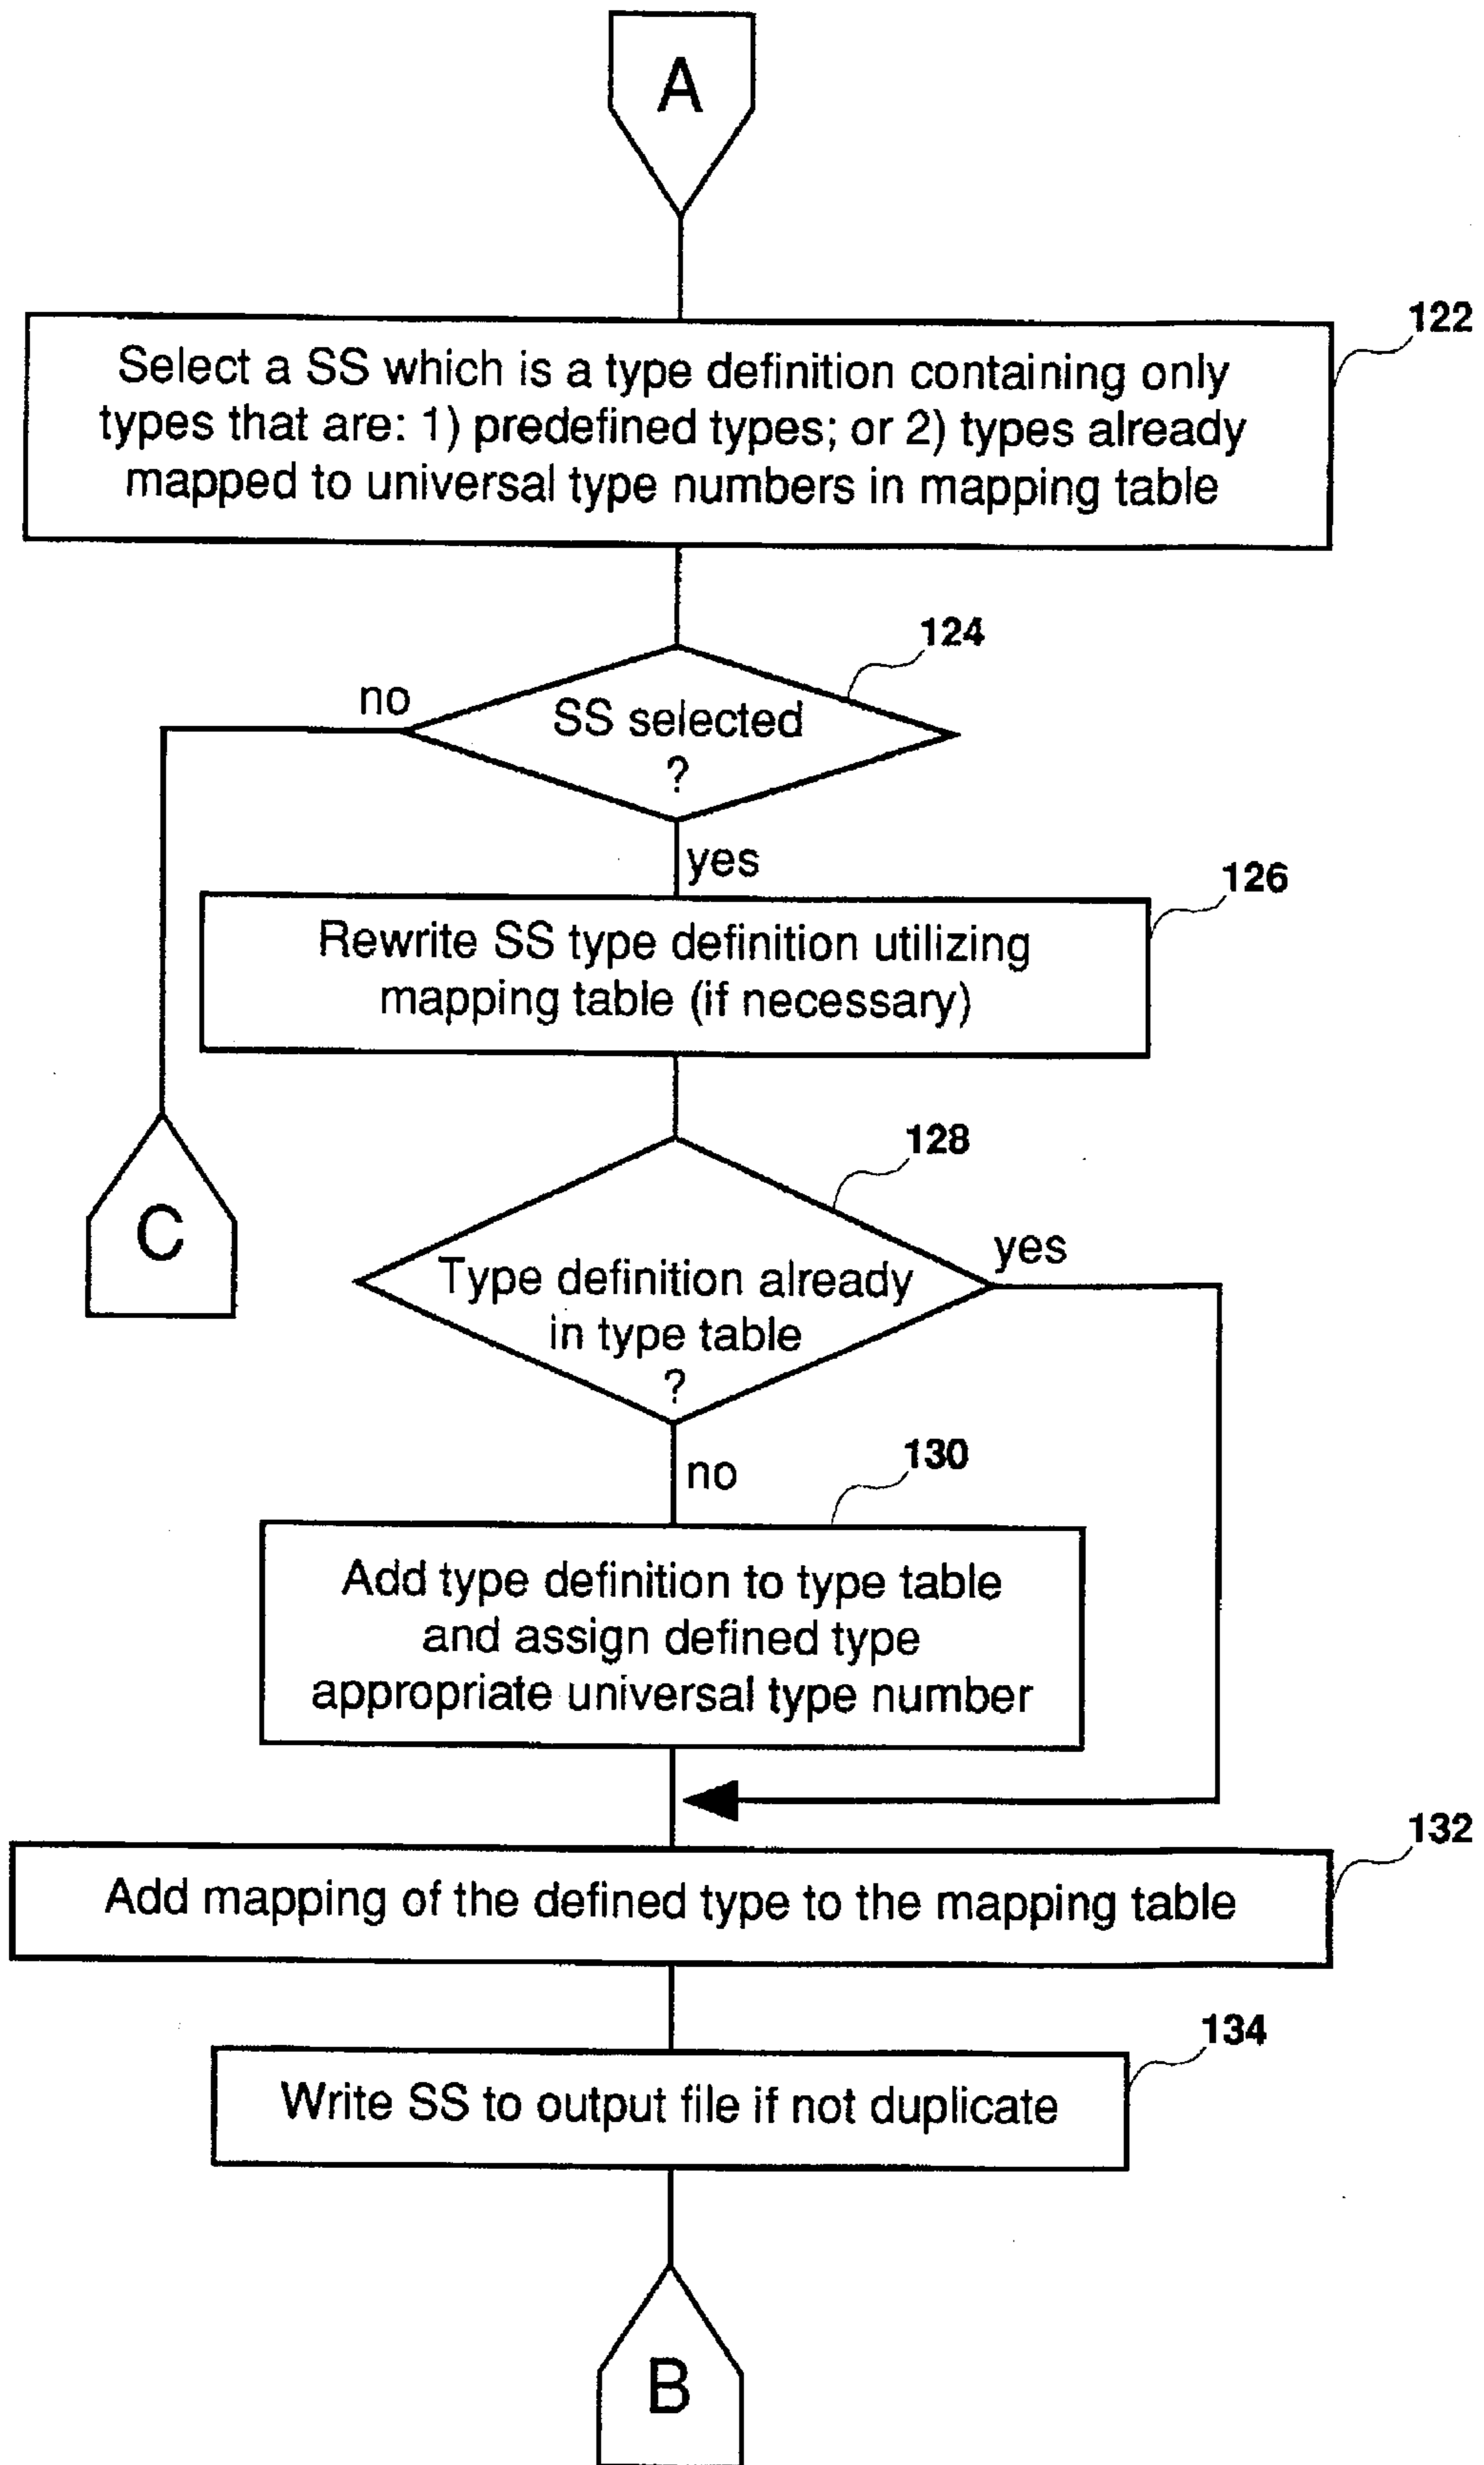 A
122
Select a SS which is a type definition containing only
types that are: 1) predefined types; or 2) types already
mapped to universal type numbers in mapping table
124
no
SS selected
?
yes
126
Rewrite SS type definition utilizing
mapping table (if necessary)
128
C
yes
Type definition already
in type table
?
no
130
Add type definition to type table
and assign defined type
appropriate universal type number
132
Add mapping of the defined type to the mapping table
134
Write SS to output file if not duplicate
B